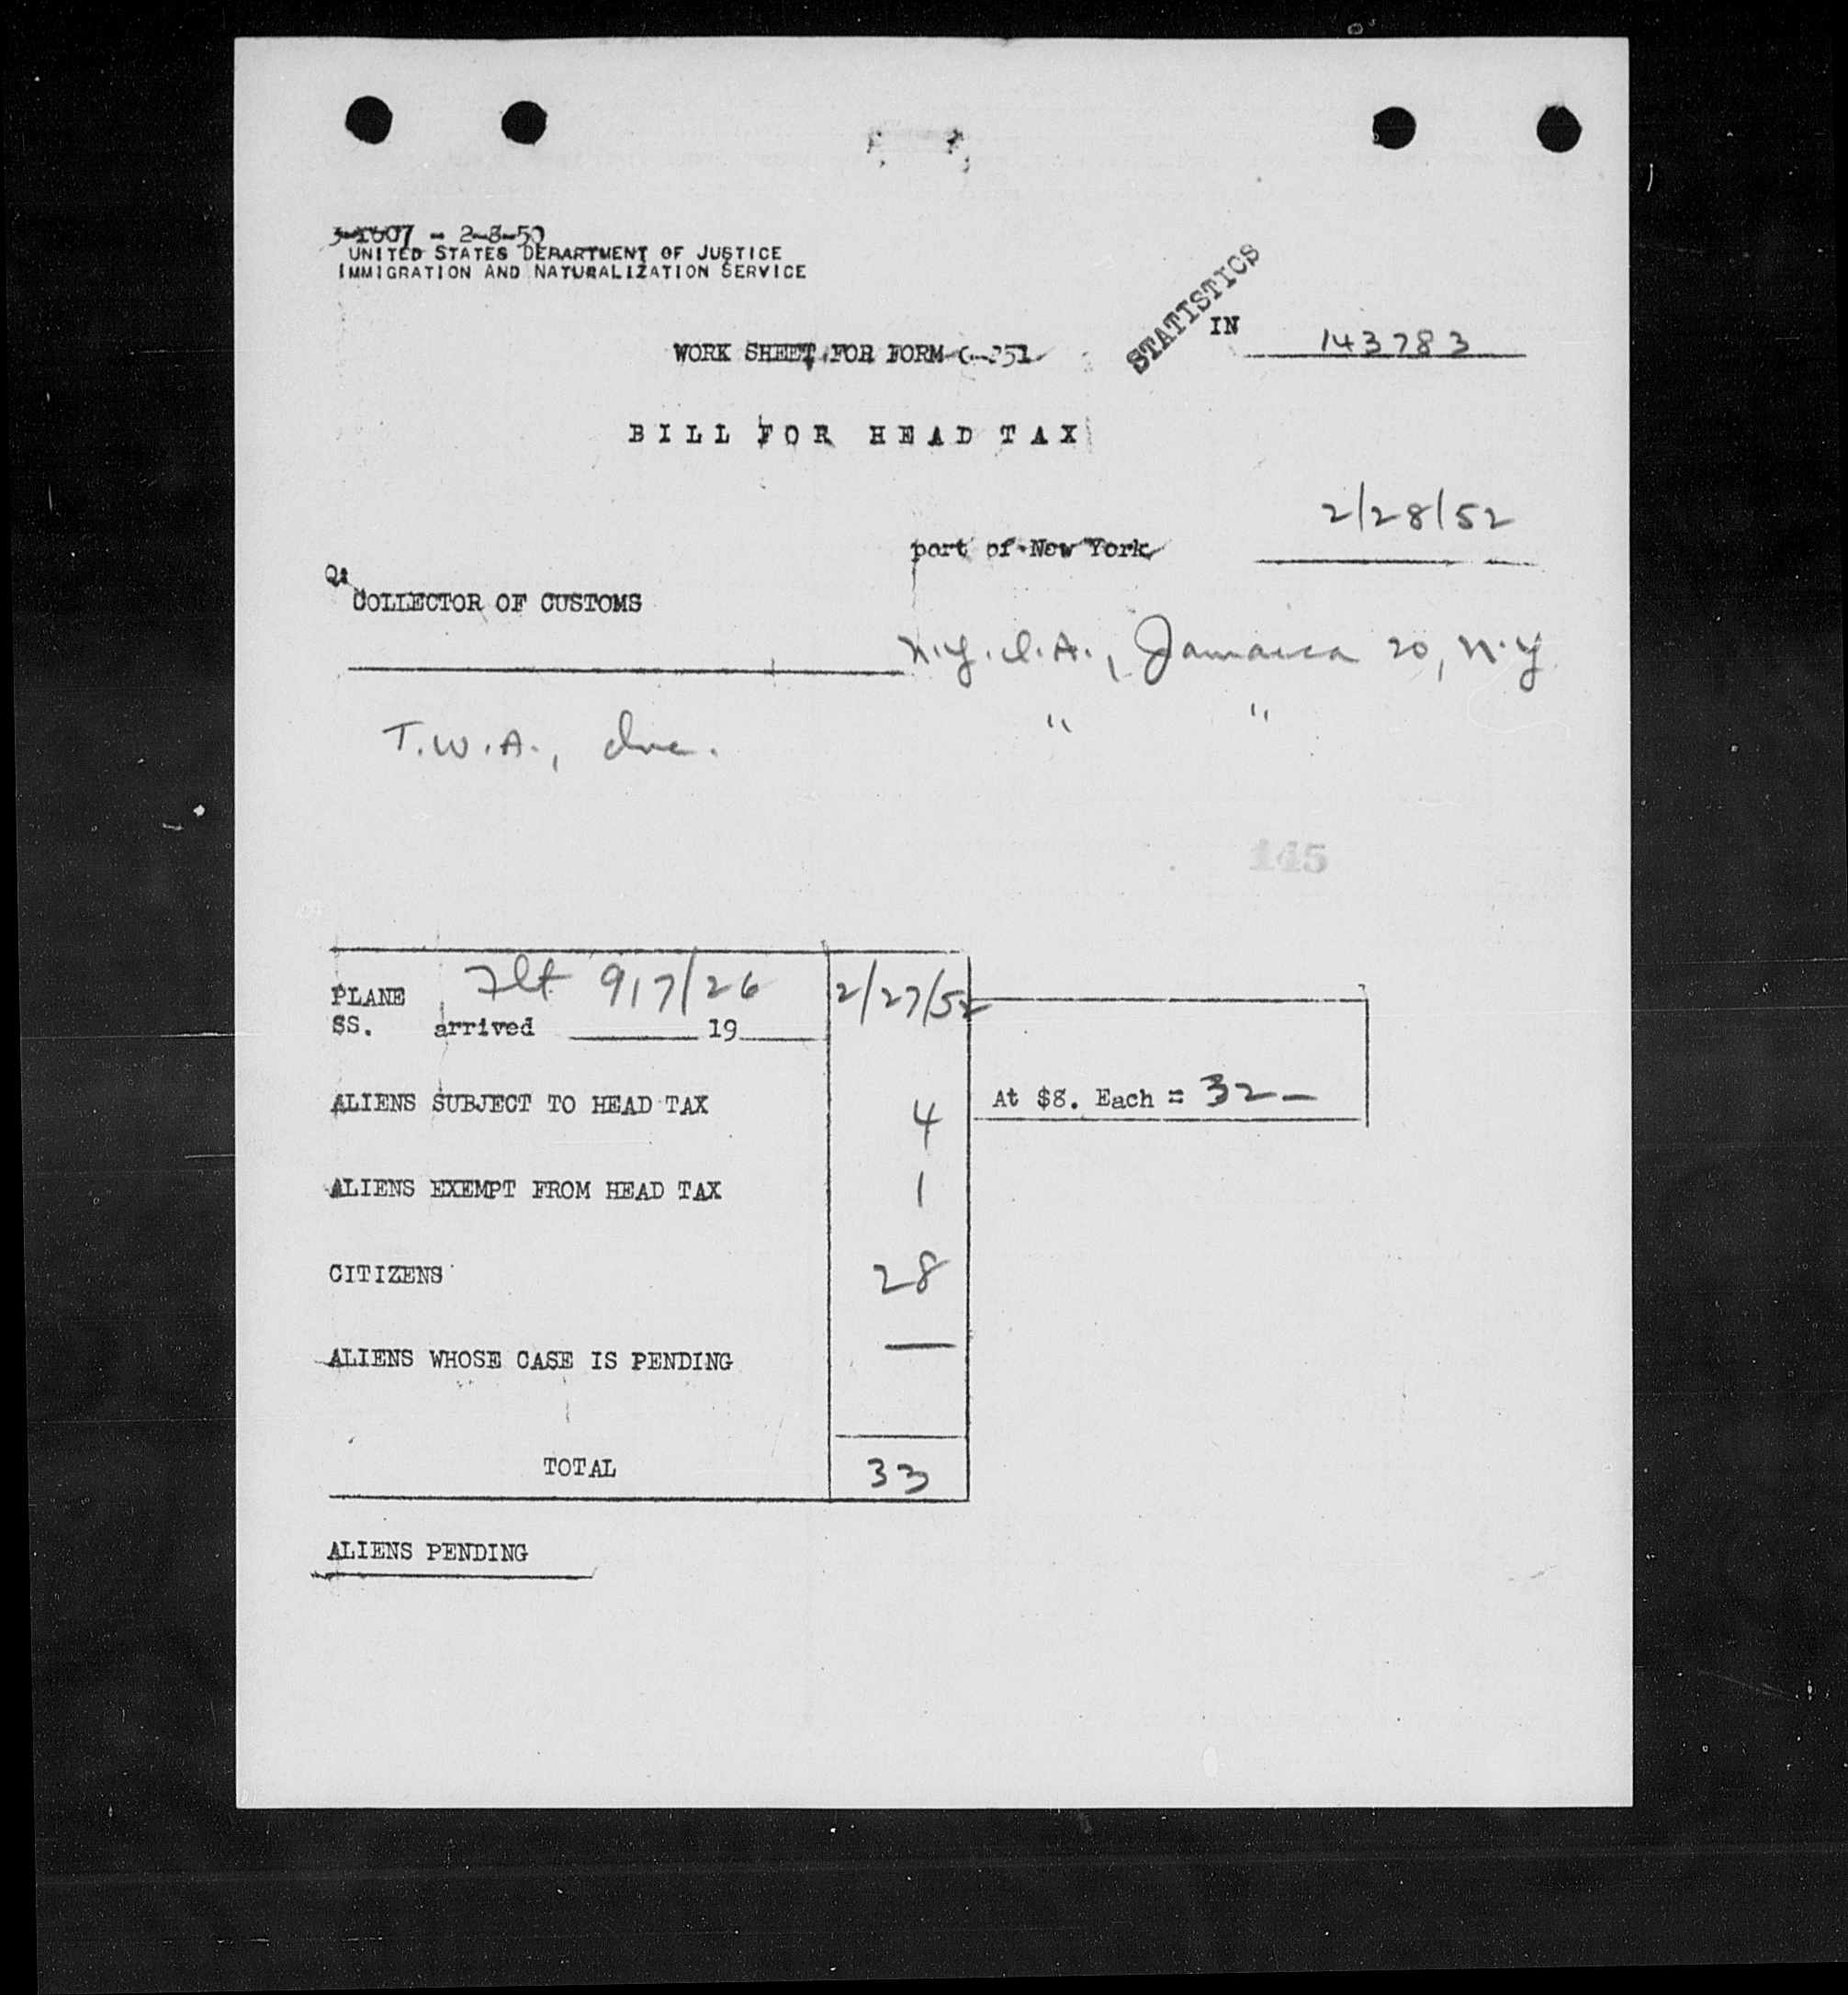 3-1607 - 2-8-50
UNITED STATES DEPARTMENT OF JUSTICE
IMMIGRATION AND NATURALIZATION SERVICE
STATISTICS
IN 143783
WORK SHEET FOR FORM G-251
BILL FOR HEAD TAX
2/28/52
port of New York
COLLECTOR OF CUSTOMS
N.Y.I.A., Jamaica 20, N.Y
T.W.A., Inc. " "
145
PLANE Flt 917/26 2/27/52
SS. arrived 19
ALIENS SUBJECT TO HEAD TAX 4 At $8. Each = 32-
ALIENS EXEMPT FROM HEAD TAX 1
CITIZENS 28
ALIENS WHOSE CASE IS PENDING —
TOTAL 33
ALIENS PENDING